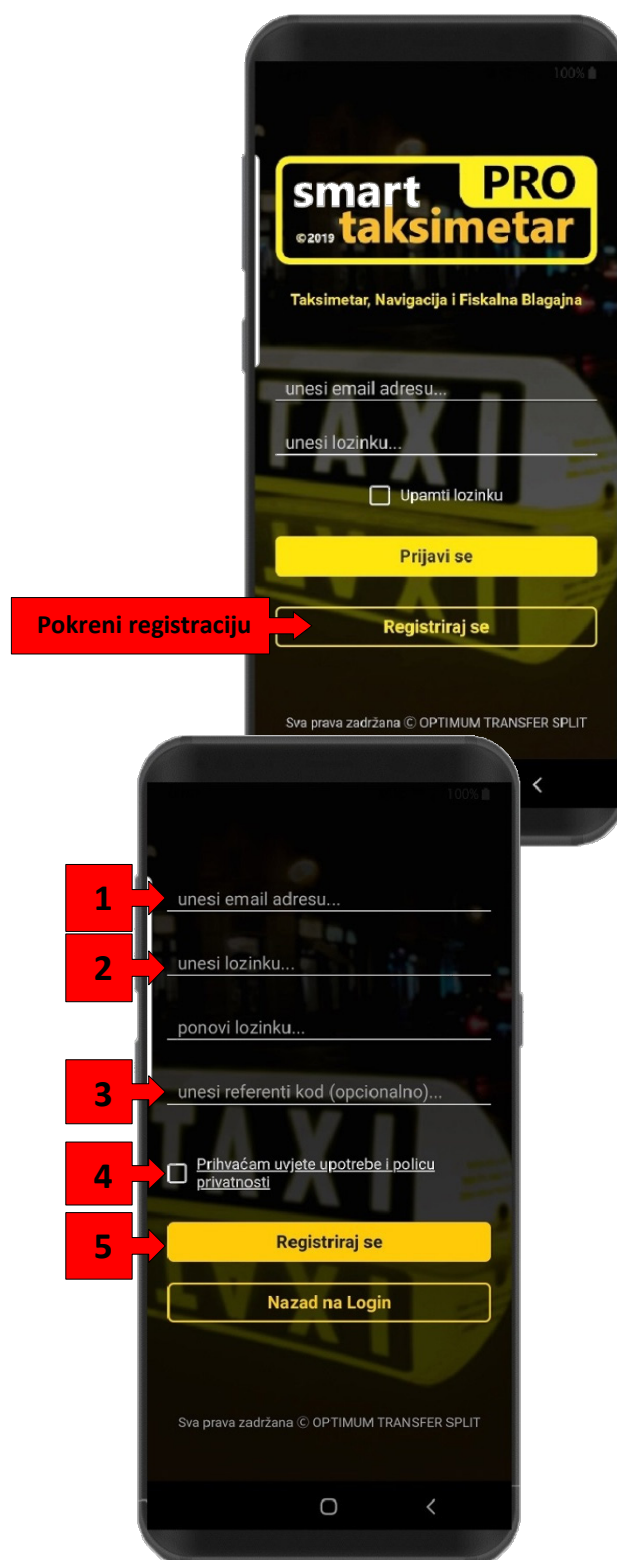 100%
smart PRO
©2019 taksimetar
Taksimetar, Navigacija i Fiskalna Blagajna
unesi email adresu...
TAXI
unesi lozinku...
Upamti lozinku
Prijavi se
Pokreni registraciju
Registriraj se
Sva prava zadržana © OPTIMUM TRANSFER SPLIT
100%
1
unesi email adresu...
2
unesi lozinku...
ponovi lozinku...
3
unesi referenti kod (opcionalno)...
TAXI
4
Prihvaćam uvjete upotrebe i policu
privatnosti
5
Registriraj se
Nazad na Login
Sva prava zadržana © OPTIMUM TRANSFER SPLIT